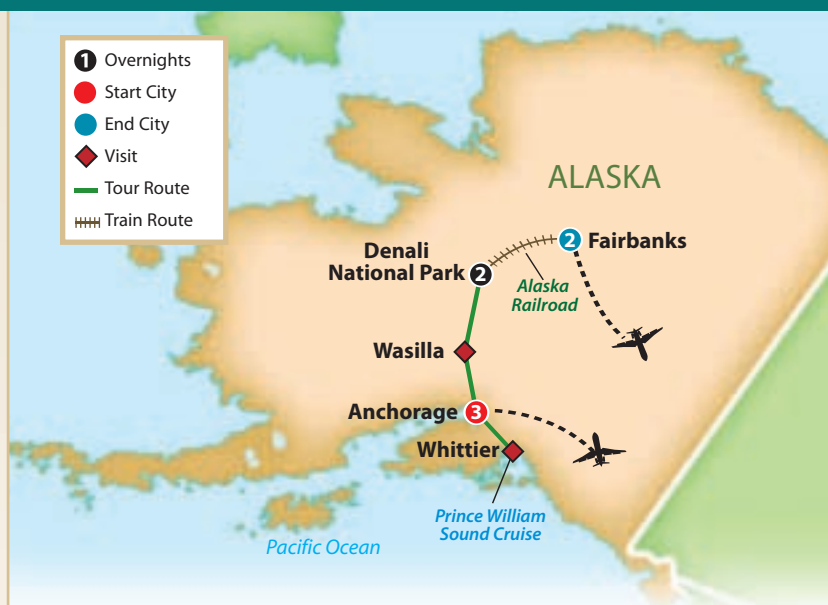 1 Overnights
Start City
End City
Visit
Tour Route
Train Route
ALASKA
2 Fairbanks
Denali
National Park 2
Alaska
Railroad
Wasilla
Anchorage 3
Whittier
Prince William
Sound Cruise
Pacific Ocean